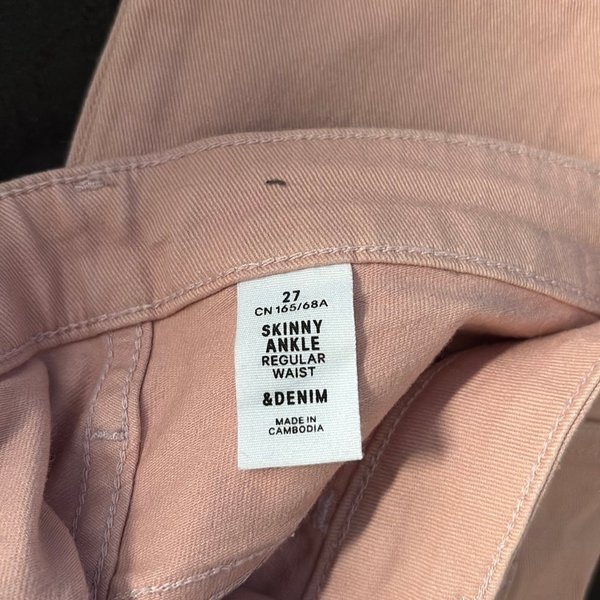 27
CN 165/68A
SKINNY
ANKLE
REGULAR
WAIST
&DENIM
MADE IN
CAMBODIA